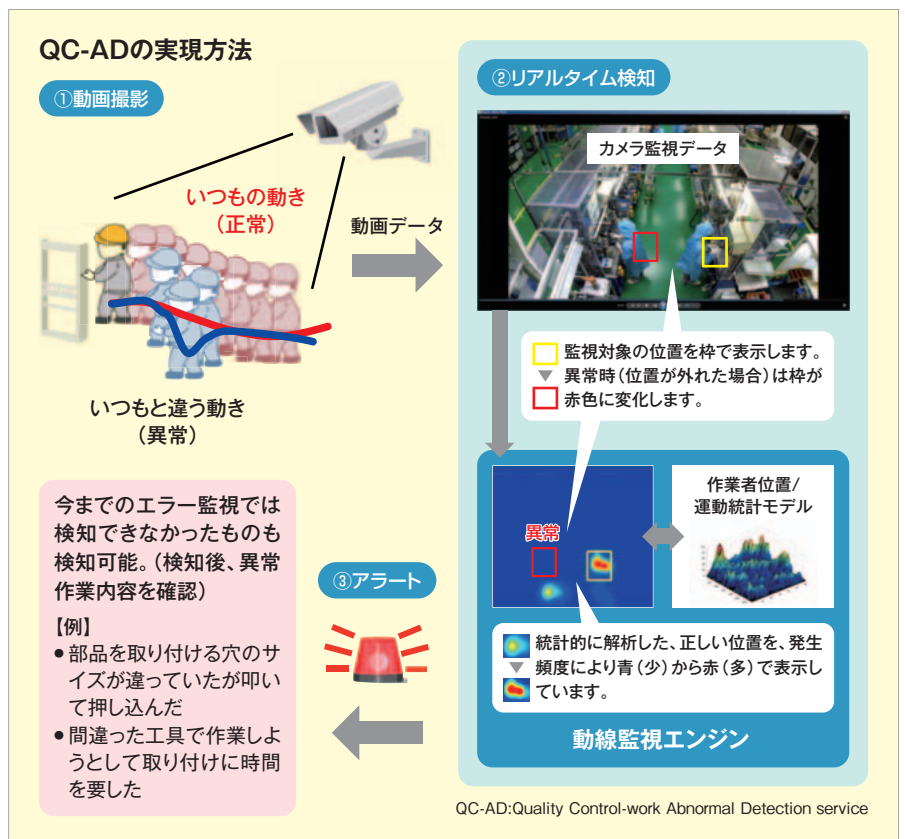 QC-ADの実現方法
①動画撮影
いつもの動き
(正常)
動画データ
いつもと違う動き
(異常)
②リアルタイム検知
カメラ監視データ
監視対象の位置を枠で表示します。
異常時(位置が外れた場合)は枠が
赤色に変化します。
異常
作業者位置/
運動統計モデル
統計的に解析した、正しい位置を、発生
頻度により青(少)から赤(多)で表示し
ています。
動線監視エンジン
③アラート
今までのエラー監視では
検知できなかったものも
検知可能。(検知後、異常
作業内容を確認)
【例】
●部品を取り付ける穴のサ
イズが違っていたが叩い
て押し込んだ
●間違った工具で作業しよ
うとして取り付けに時間
を要した
QC-AD:Quality Control-work Abnormal Detection service